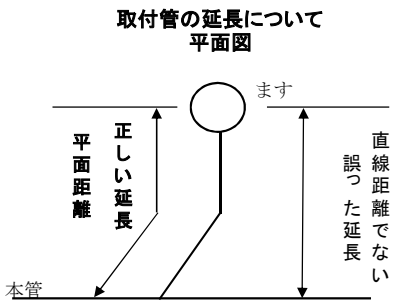 取付管の延長について
平面図
ます
正しい延長
平面距離
直線距離でない
誤った延長
本管